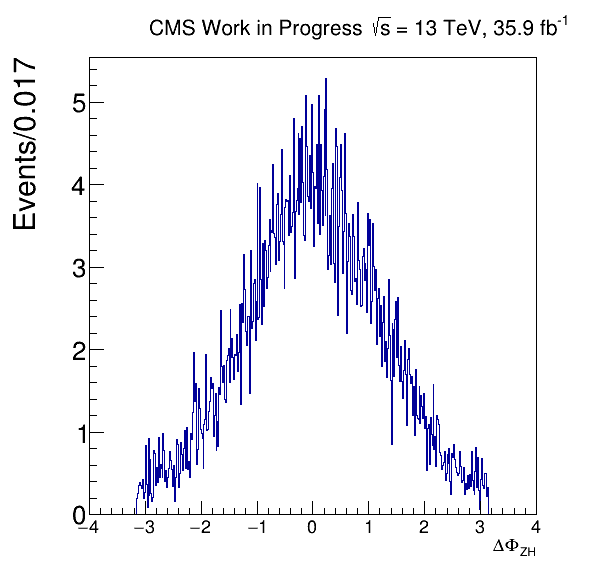 CMS Work in Progress √s = 13 TeV, 35.9 fb⁻¹
Events/0.017
5
4
3
2
1
0
−4 −3 −2 −1 0 1 2 3 4
ΔΦ_ZH